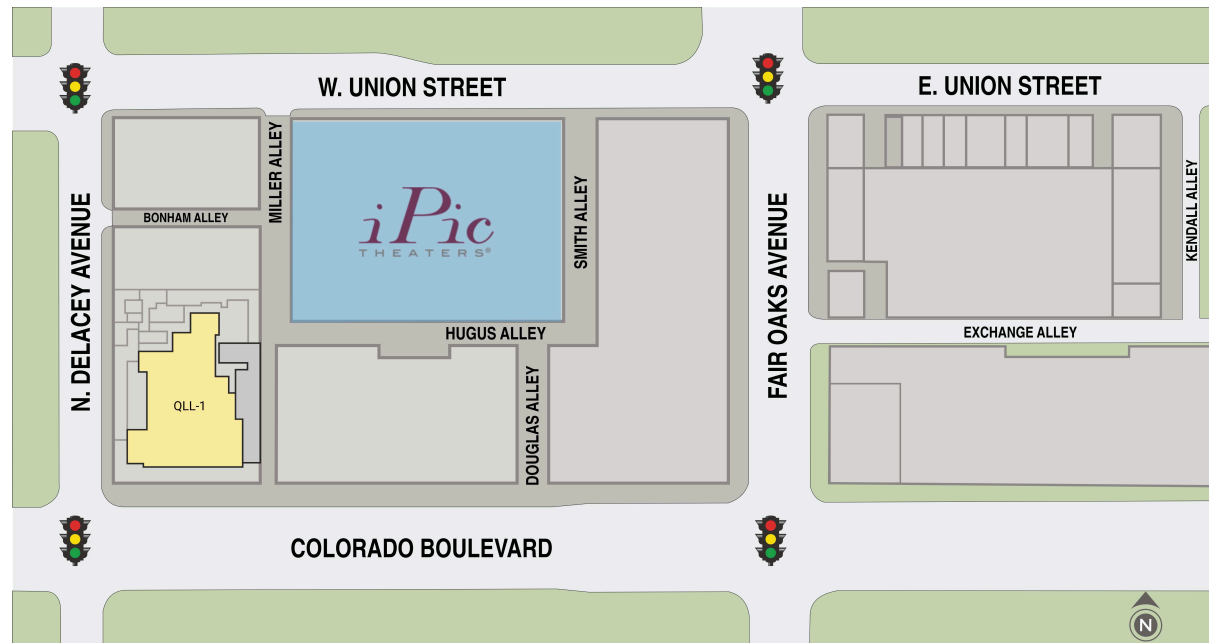 W. UNION STREET
E. UNION STREET
MILLER ALLEY
SMITH ALLEY
KENDALL ALLEY
BONHAM ALLEY
iPic
THEATERS®
N. DELACEY AVENUE
FAIR OAKS AVENUE
HUGUS ALLEY
EXCHANGE ALLEY
DOUGLAS ALLEY
QLL-1
COLORADO BOULEVARD
N